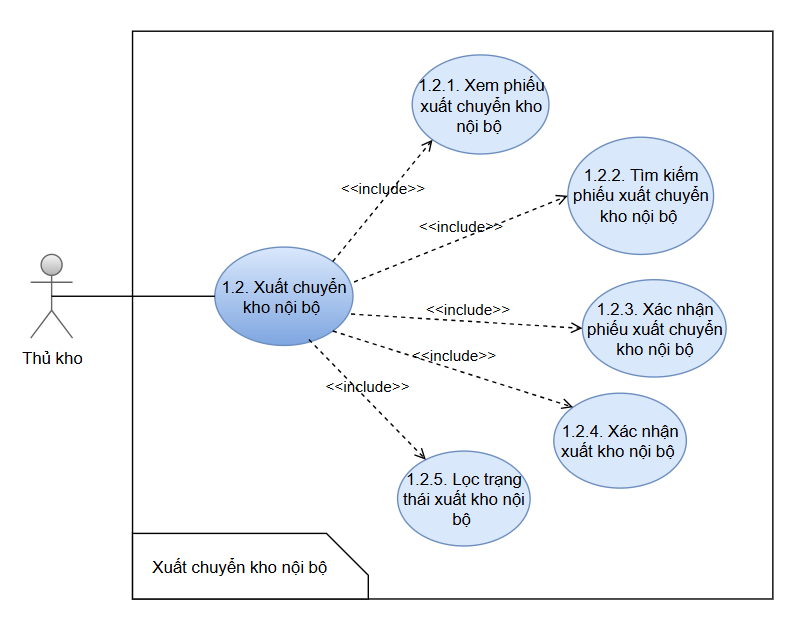 1.2.1. Xem phiếu
xuất chuyển kho
nội bộ
<<include>>
1.2.2. Tìm kiếm
phiếu xuất chuyển
kho nội bộ
<<include>>
1.2. Xuất chuyển
kho nội bộ
Thủ kho
<<include>>
1.2.3. Xác nhận
phiếu xuất chuyển
kho nội bộ
<<include>>
1.2.4. Xác nhận
xuất kho nội bộ
<<include>>
1.2.5. Lọc trạng
thái xuất kho nội
bộ
Xuất chuyển kho nội bộ